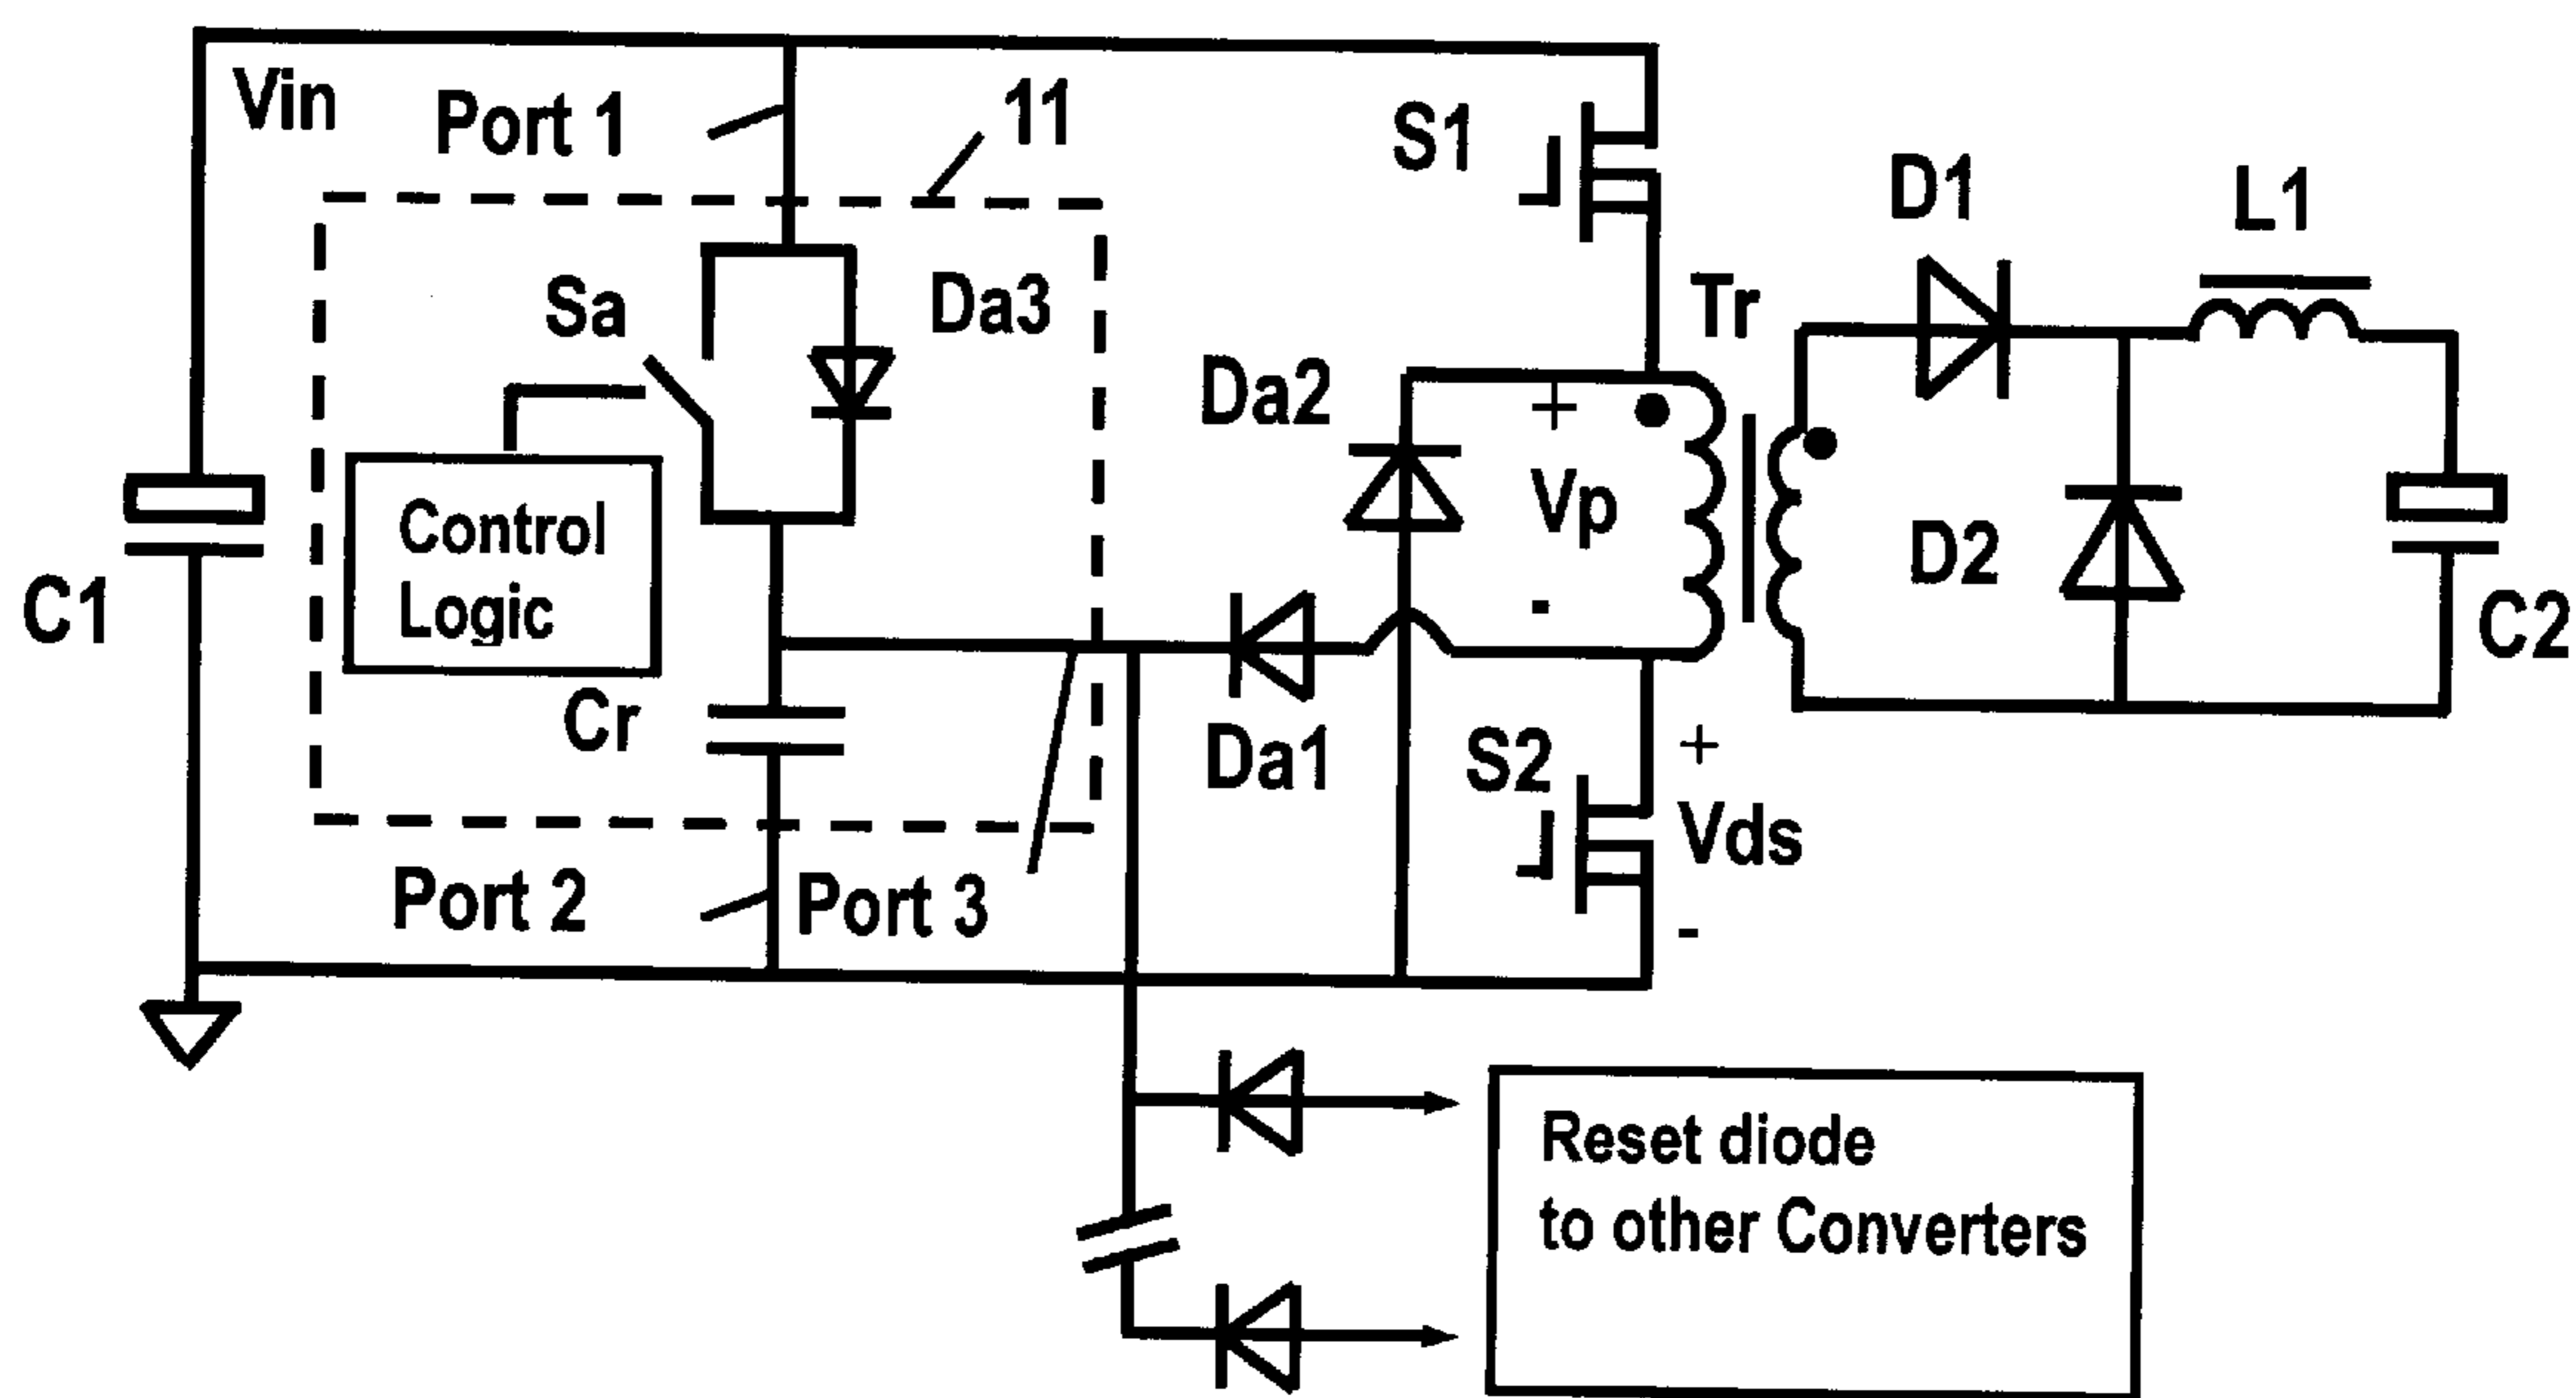 Vin
Port 1
11
S1
D1
L1
Sa
Da3
Tr
Da2
+
Vp
-
Control
Logic
C1
D2
C2
Cr
Da1
S2
+
Vds
-
Port 2
Port 3
Reset diode
to other Converters